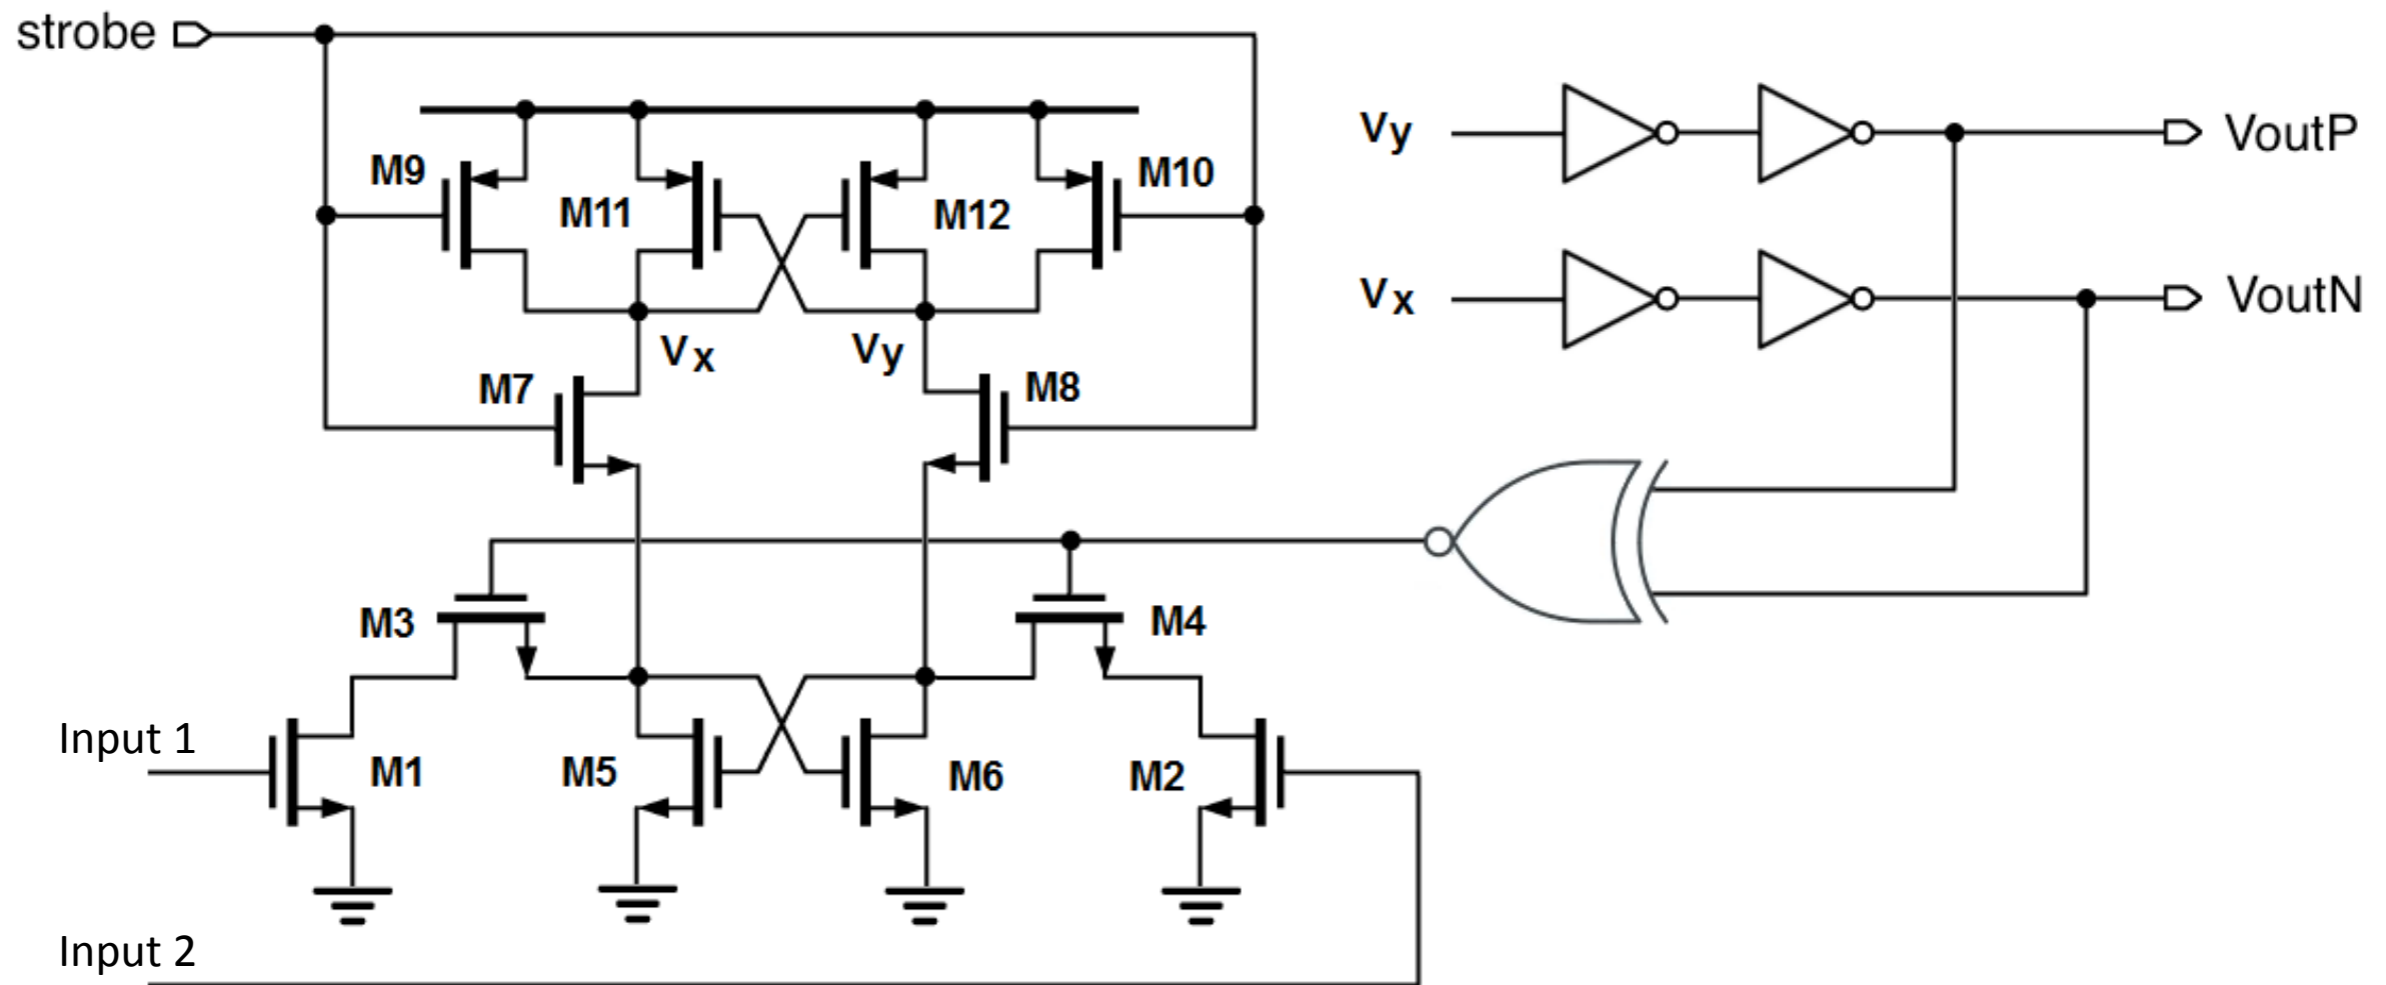 strobe
M9
M11
M12
M10
Vy
VoutP
Vx
VoutN
Vx
Vy
M7
M8
M3
M4
Input 1
M1
M5
M6
M2
Input 2